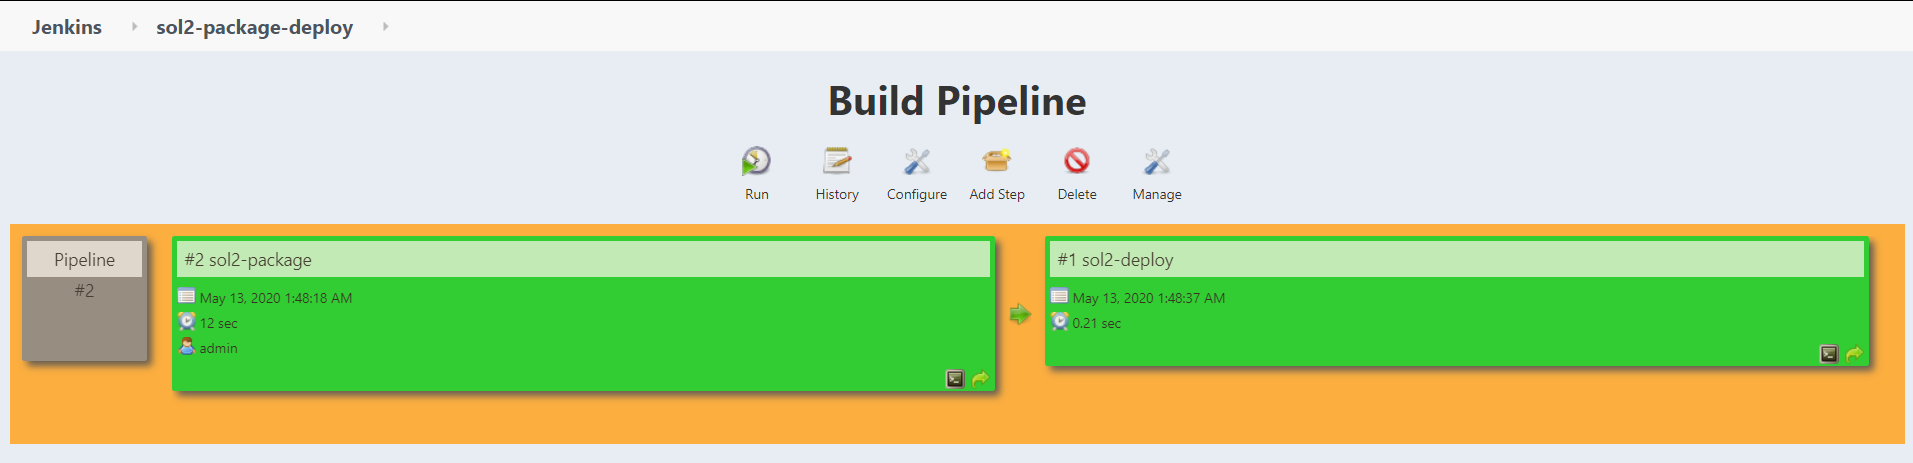 Jenkins sol2-package-deploy
Build Pipeline
Run History Configure Add Step Delete Manage
Pipeline
#2
#2 sol2-package
May 13, 2020 1:48:18 AM
12 sec
admin
#1 sol2-deploy
May 13, 2020 1:48:37 AM
0.21 sec